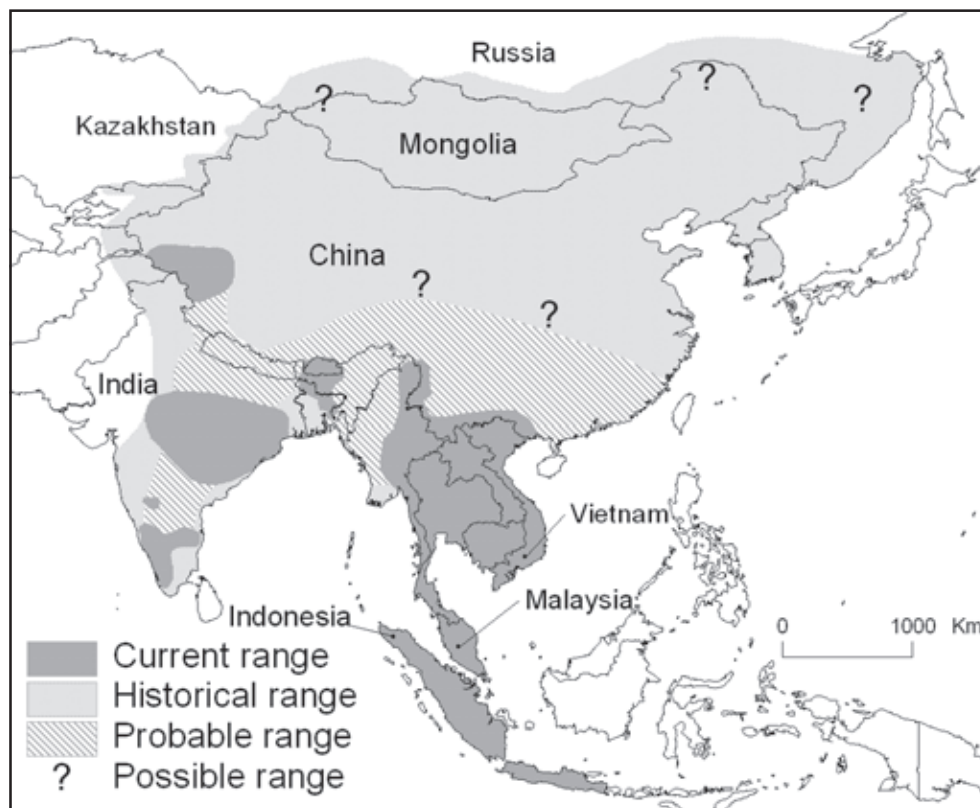 Russia
?
?
?
Kazakhstan
Mongolia
China
?
?
India
Vietnam
Malaysia
Indonesia
0 1000 Km
Current range
Historical range
Probable range
? Possible range